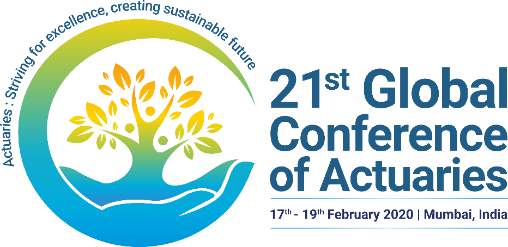 Actuaries : Striving for excellence, creating sustainable future
21st Global
Conference
of Actuaries
17th - 19th February 2020 | Mumbai, India